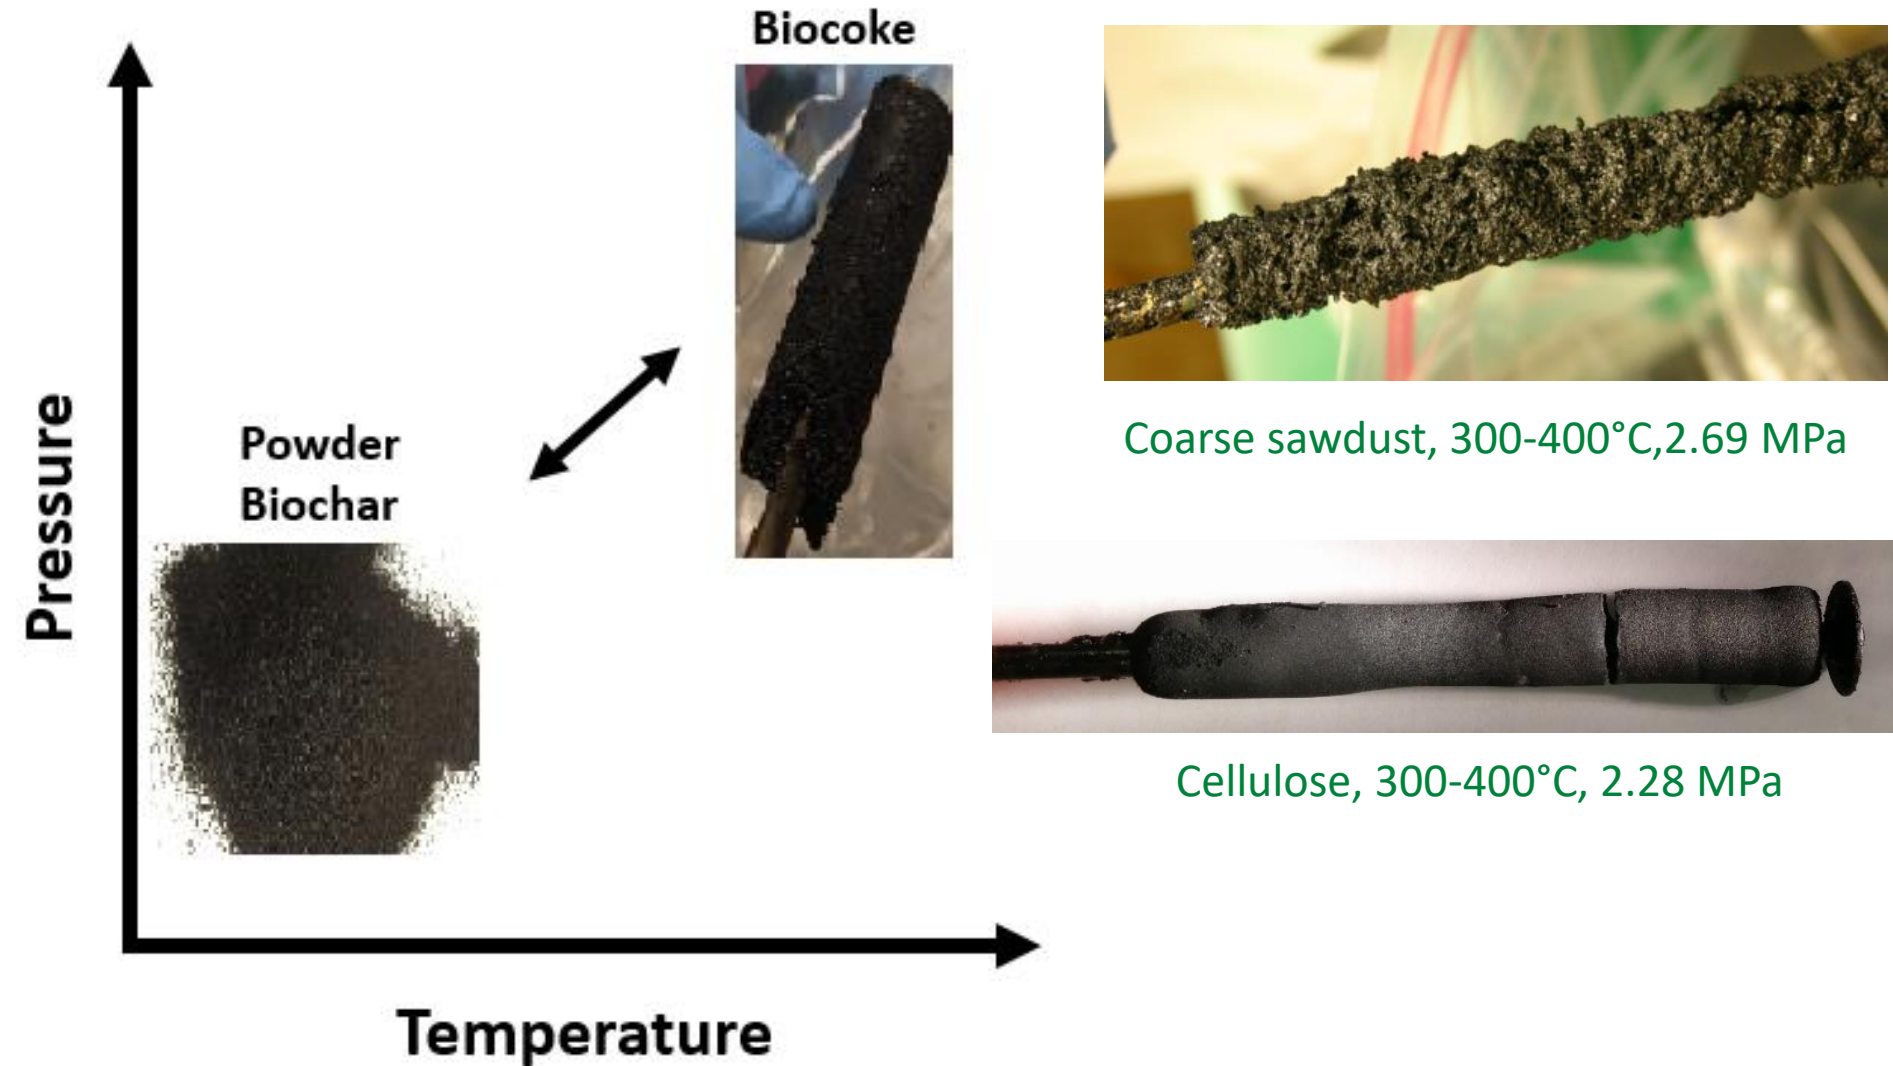 Biocoke
Pressure
Powder
Biochar
Temperature
Coarse sawdust, 300-400°C,2.69 MPa
Cellulose, 300-400°C, 2.28 MPa